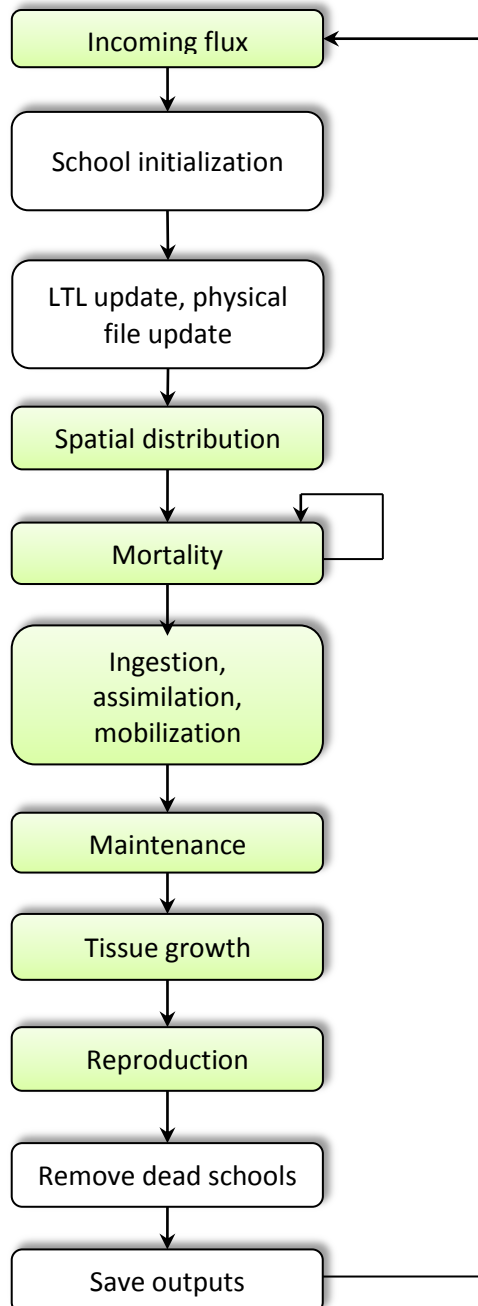 Incoming flux
School initialization
LTL update, physical
file update
Spatial distribution
Mortality
Ingestion,
assimilation,
mobilization
Maintenance
Tissue growth
Reproduction
Remove dead schools
Save outputs